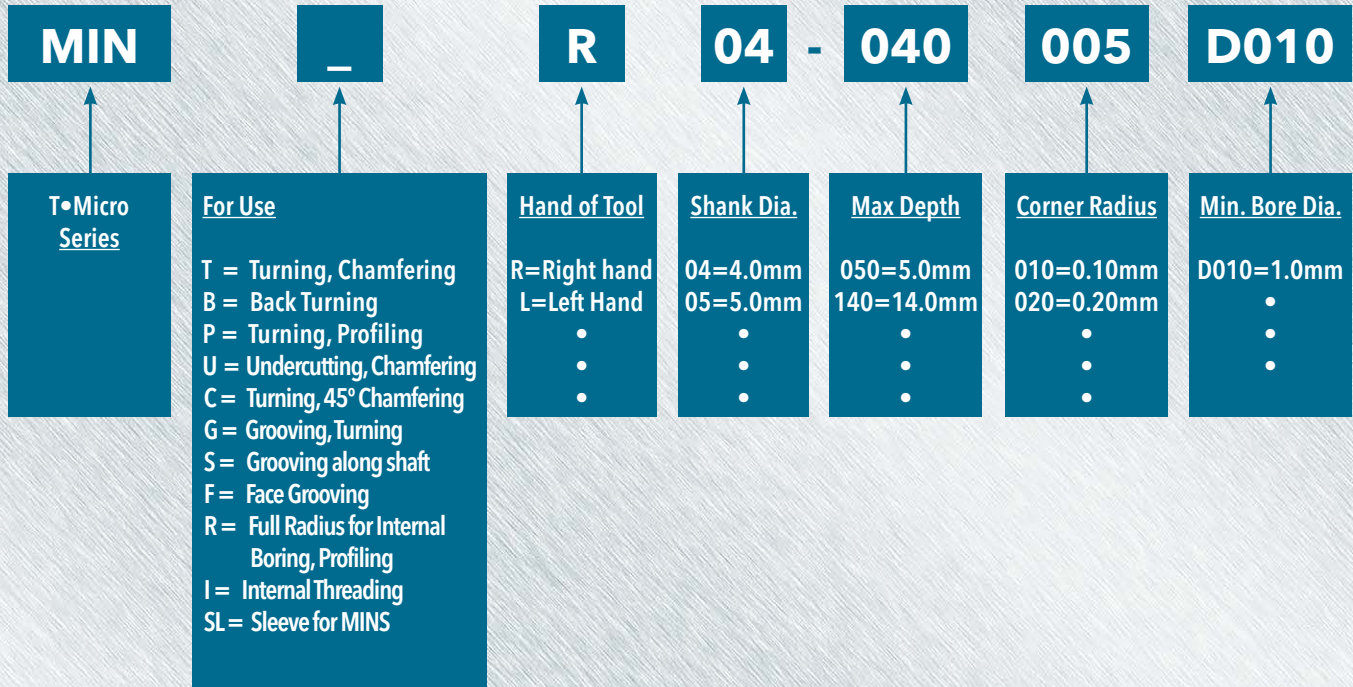 MIN _ R 04 - 040 005 D010
T•Micro
Series
For Use
T = Turning, Chamfering
B = Back Turning
P = Turning, Profiling
U = Undercutting, Chamfering
C = Turning, 45º Chamfering
G = Grooving, Turning
S = Grooving along shaft
F = Face Grooving
R = Full Radius for Internal
Boring, Profiling
I = Internal Threading
SL = Sleeve for MINS
Hand of Tool
R=Right hand
L=Left Hand
•
•
•
Shank Dia.
04=4.0mm
05=5.0mm
•
•
•
Max Depth
050=5.0mm
140=14.0mm
•
•
•
Corner Radius
010=0.10mm
020=0.20mm
•
•
•
Min. Bore Dia.
D010=1.0mm
•
•
•